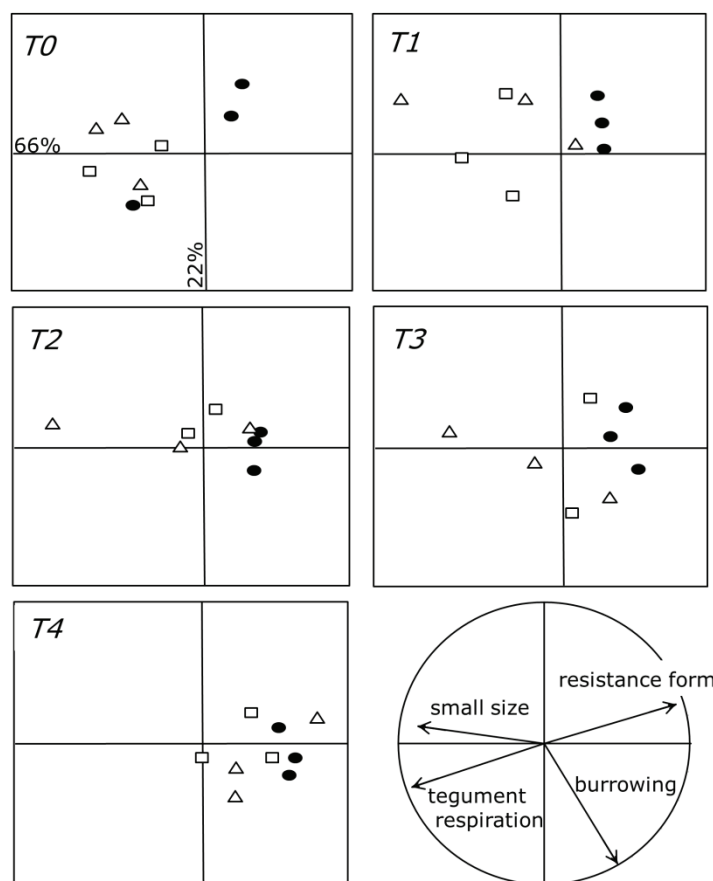 T0
66%
22%
T1
T2
T3
T4
resistance form
small size
burrowing
tegument
respiration